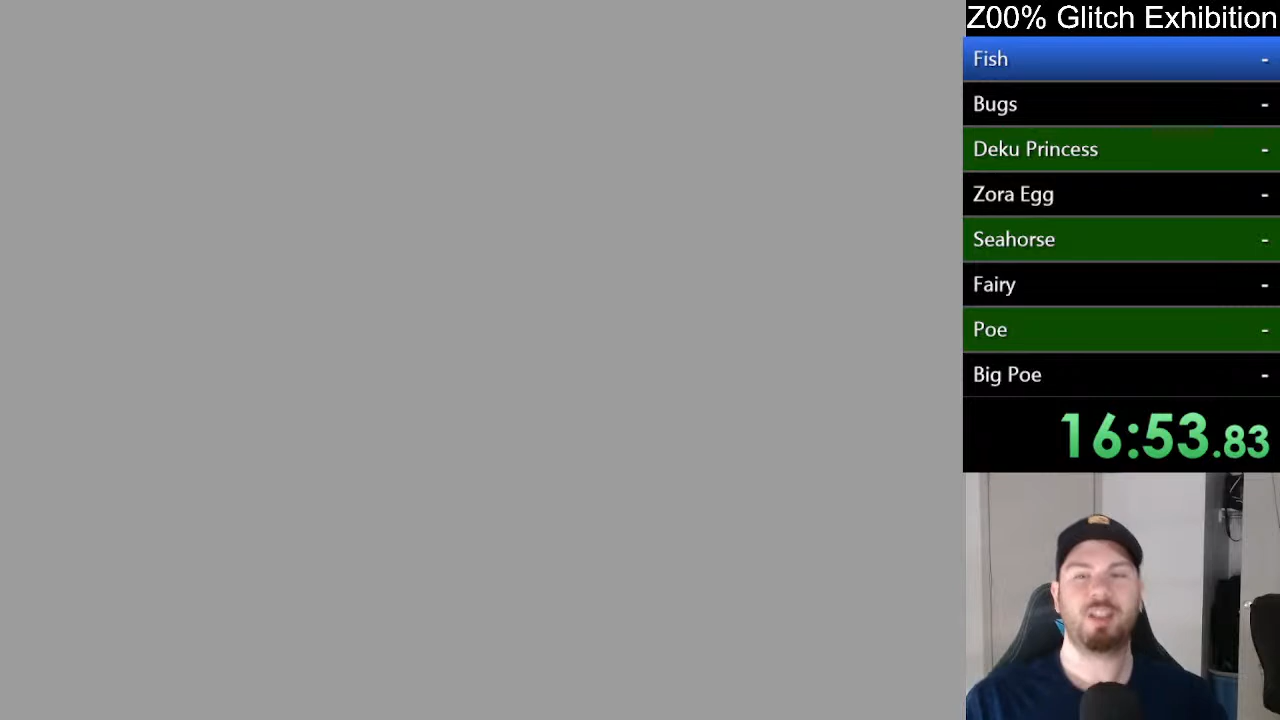 Z00% Glitch Exhibition
Fish -
Bugs -
Deku Princess -
Zora Egg -
Seahorse -
Fairy -
Poe -
Big Poe -
16:53.83